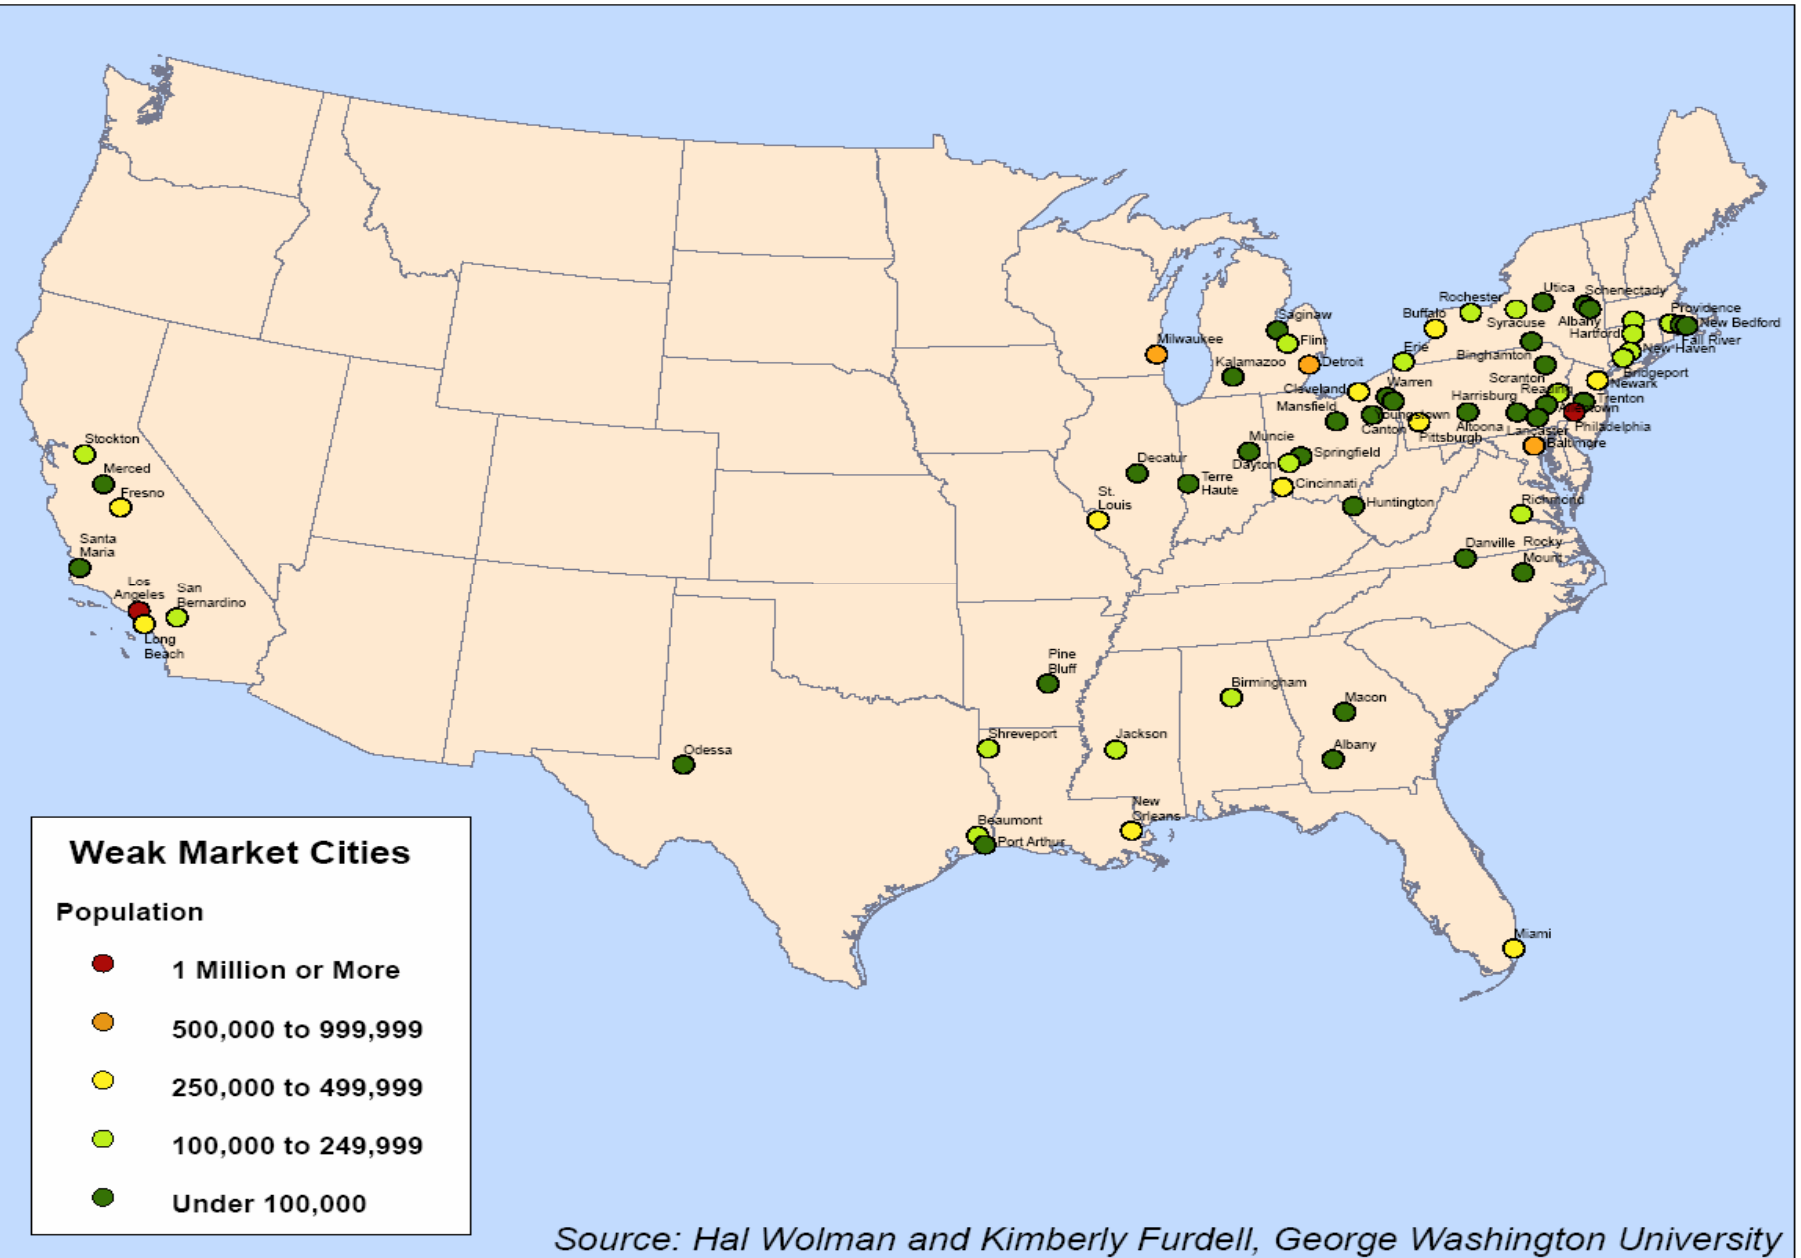 Utica
Schenectady
Rochester
Providence
Buffalo
Saginaw
Syracuse
Albany
New Bedford
Hartford
Fall River
Milwaukee
Flint
Erie
New Haven
Kalamazoo
Detroit
Binghamton
Bridgeport
Scranton
Newark
Cleveland
Warren
Reading
Harrisburg
Trenton
Mansfield
Allentown
Youngstown
Canton
Altoona
Lancaster
Philadelphia
Pittsburgh
Baltimore
Stockton
Muncie
Springfield
Decatur
Dayton
Merced
Terre
Haute
Cincinnati
Fresno
St.
Louis
Huntington
Richmond
Santa
Maria
Danville
Rocky
Mount
Los
Angeles
San
Bernardino
Long
Beach
Pine
Bluff
Birmingham
Macon
Shreveport
Jackson
Albany
Odessa
New
Orleans
Beaumont
Port Arthur
Miami
Weak Market Cities
Population
1 Million or More
500,000 to 999,999
250,000 to 499,999
100,000 to 249,999
Under 100,000
Source: Hal Wolman and Kimberly Furdell, George Washington University